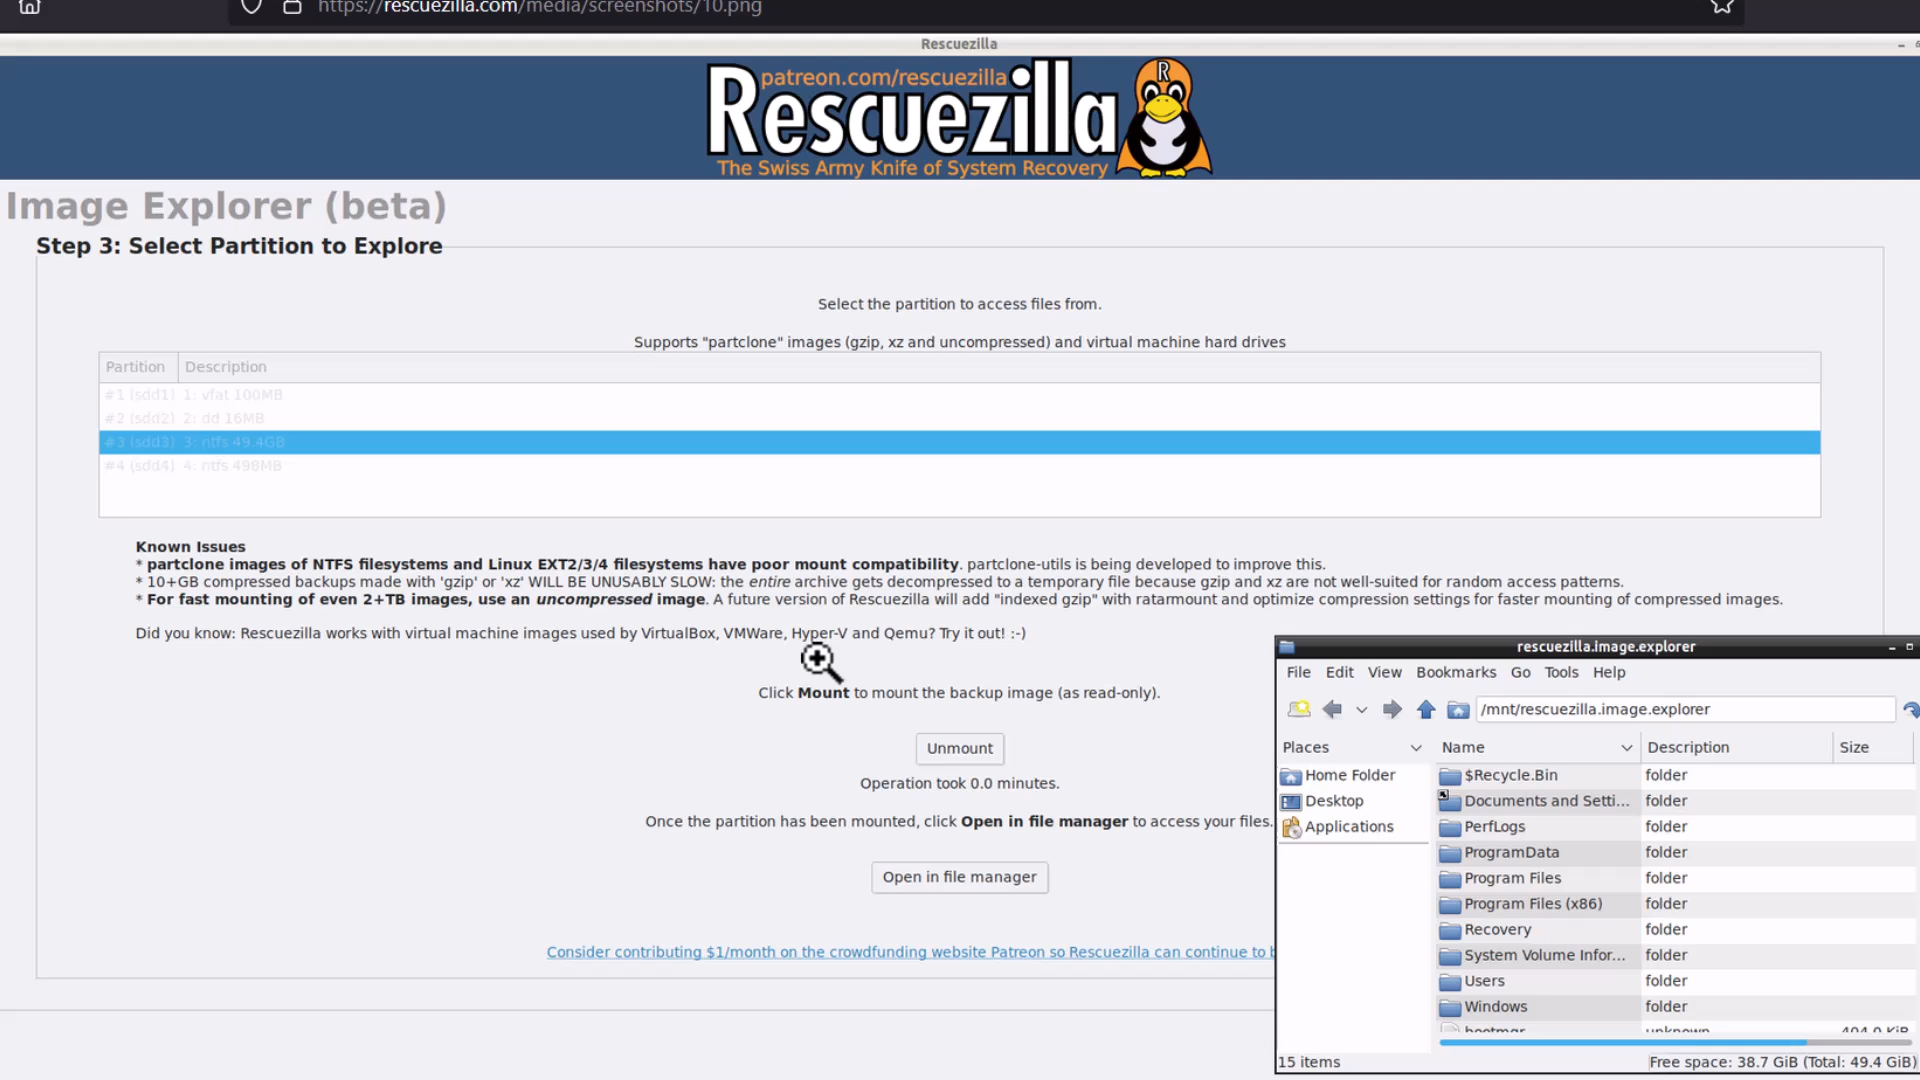 https://rescuezilla.com/media/screenshots/10.png
Rescuezilla
patreon.com/rescuezilla
R
Rescuezilla
The Swiss Army Knife of System Recovery
Image Explorer (beta)
Step 3: Select Partition to Explore
Select the partition to access files from.
Supports "partclone" images (gzip, xz and uncompressed) and virtual machine hard drives
Partition Description
#1 (sdd1) 1: vfat 100MB
#2 (sdd2) 2: dd 16MB
#3 (sdd3) 3: ntfs 49.4GB
#4 (sdd4) 4: ntfs 498MB
Known Issues
* partclone images of NTFS filesystems and Linux EXT2/3/4 filesystems have poor mount compatibility. partclone-utils is being developed to improve this.
* 10+GB compressed backups made with 'gzip' or 'xz' WILL BE UNUSABLY SLOW: the entire archive gets decompressed to a temporary file because gzip and xz are not well-suited for random access patterns.
* For fast mounting of even 2+TB images, use an uncompressed image. A future version of Rescuezilla will add "indexed gzip" with ratarmount and optimize compression settings for faster mounting of compressed images.
Did you know: Rescuezilla works with virtual machine images used by VirtualBox, VMWare, Hyper-V and Qemu? Try it out! :-)
Click Mount to mount the backup image (as read-only).
Unmount
Operation took 0.0 minutes.
Once the partition has been mounted, click Open in file manager to access your files.
Open in file manager
Consider contributing $1/month on the crowdfunding website Patreon so Rescuezilla can continue to b
rescuezilla.image.explorer
File Edit View Bookmarks Go Tools Help
/mnt/rescuezilla.image.explorer
Places Name Description Size
Home Folder
Desktop
Applications
$Recycle.Bin folder
Documents and Setti... folder
PerfLogs folder
ProgramData folder
Program Files folder
Program Files (x86) folder
Recovery folder
System Volume Infor... folder
Users folder
Windows folder
bootmgr unknown 404.0 KiB
15 items Free space: 38.7 GiB (Total: 49.4 GiB)